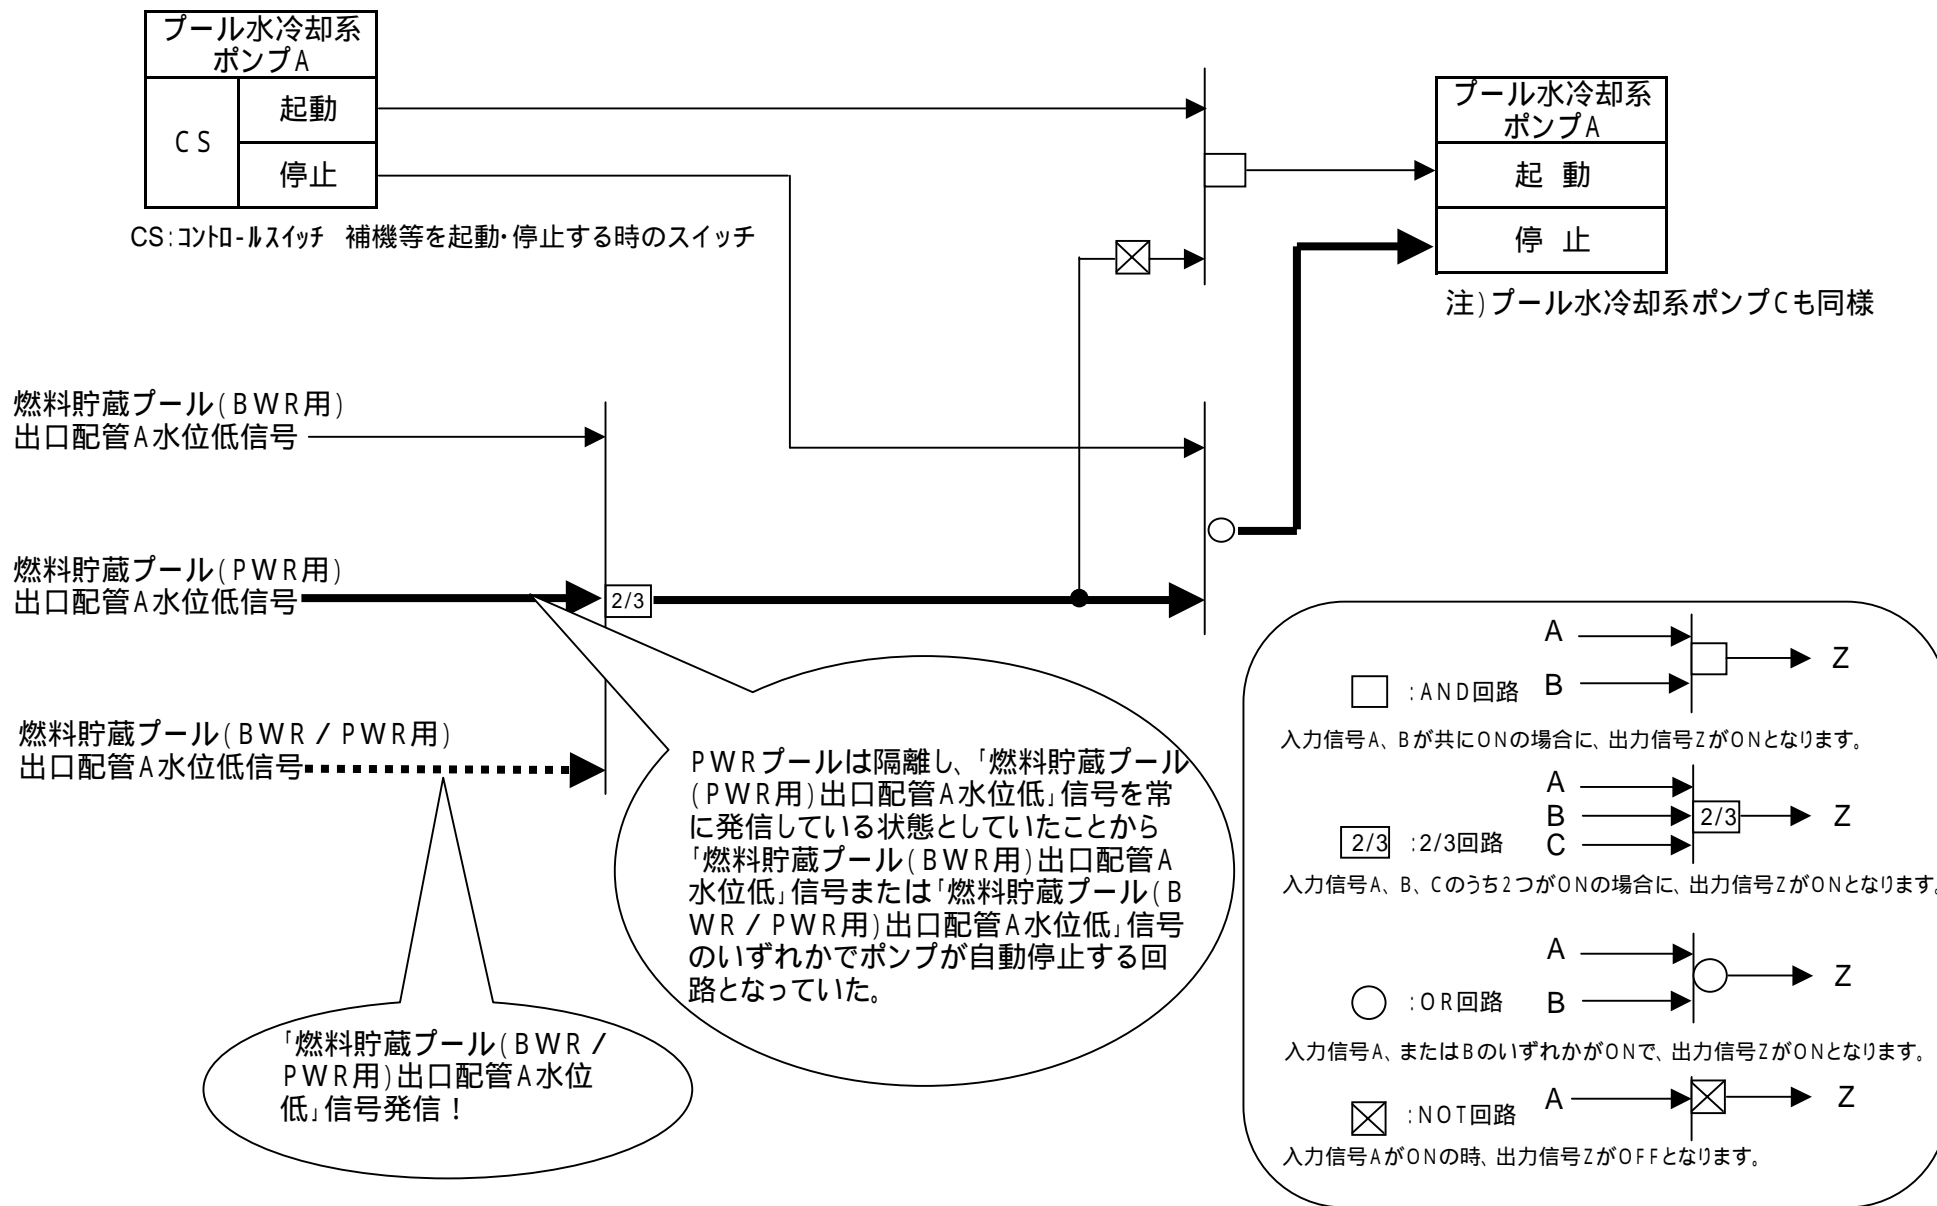 プール水冷却系
ポンプA
CS
起動
停止
CS:コントロ-ルスイッチ 補機等を起動・停止する時のスイッチ
プール水冷却系
ポンプA
起 動
停 止
注)プール水冷却系ポンプCも同様
燃料貯蔵プール(BWR用)
出口配管A水位低信号
燃料貯蔵プール(PWR用)
出口配管A水位低信号
2/3
燃料貯蔵プール(BWR/PWR用)
出口配管A水位低信号
PWRプールは隔離し、「燃料貯蔵プール
(PWR用)出口配管A水位低」信号を常
に発信している状態としていたことから
「燃料貯蔵プール(BWR用)出口配管A
水位低」信号または「燃料貯蔵プール(B
WR/PWR用)出口配管A水位低」信号
のいずれかでポンプが自動停止する回
路となっていた。
「燃料貯蔵プール(BWR/
PWR用)出口配管A水位
低」信号発信!
A
:AND回路 B
Z
入力信号A、Bが共にONの場合に、出力信号ZがONとなります。
A
B
2/3 :2/3回路 C
2/3
Z
入力信号A、B、Cのうち2つがONの場合に、出力信号ZがONとなります。
A
:OR回路 B
Z
入力信号A、またはBのいずれかがONで、出力信号ZがONとなります。
:NOT回路 A
Z
入力信号AがONの時、出力信号ZがOFFとなります。